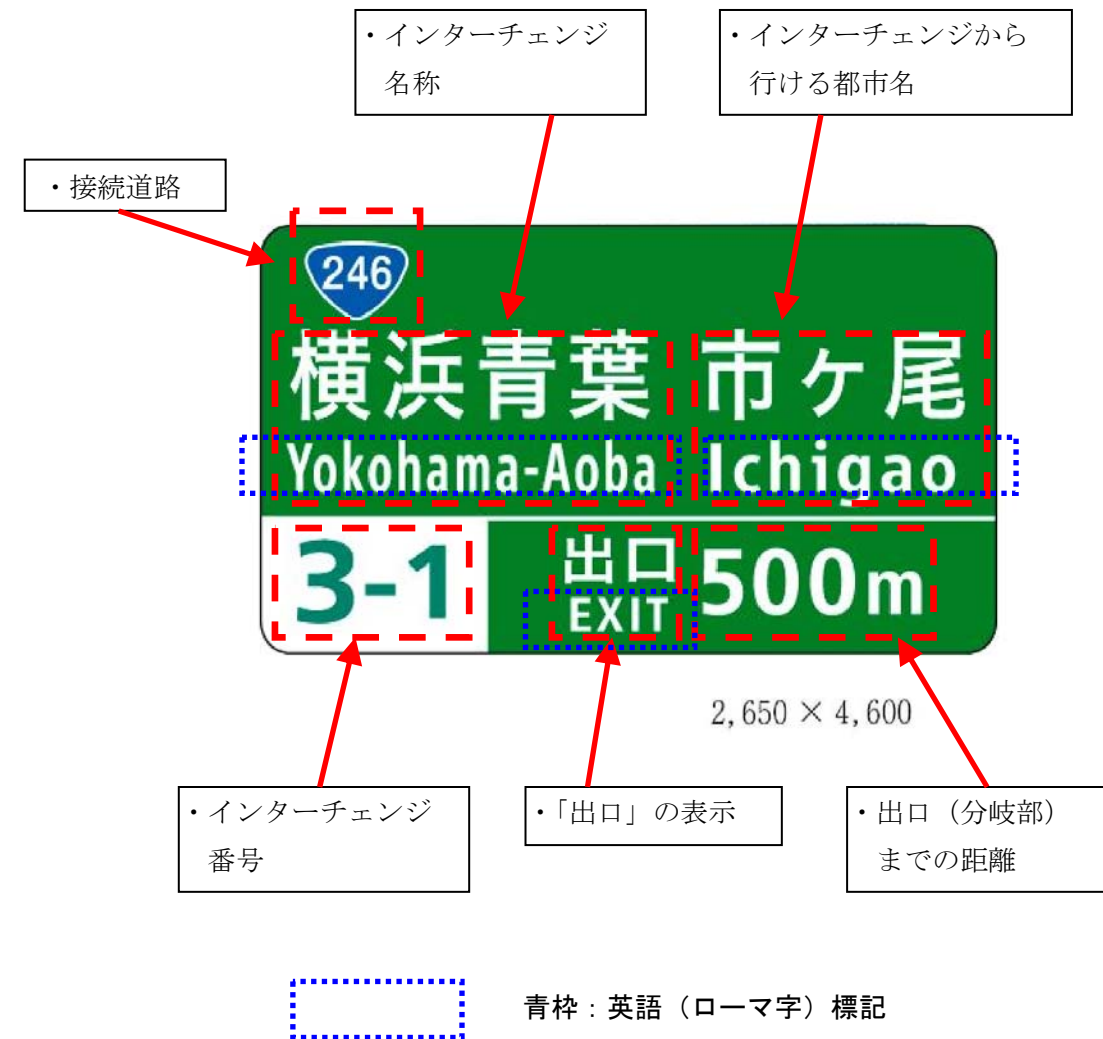 ・インターチェンジ
名称
・インターチェンジから
行ける都市名
・接続道路
246
横浜青葉 市ヶ尾
Yokohama-Aoba Ichigao
3-1 出口 500m
EXIT
2,650 × 4,600
・インターチェンジ
番号
・「出口」の表示
・出口（分岐部）
までの距離
青枠：英語（ローマ字）標記